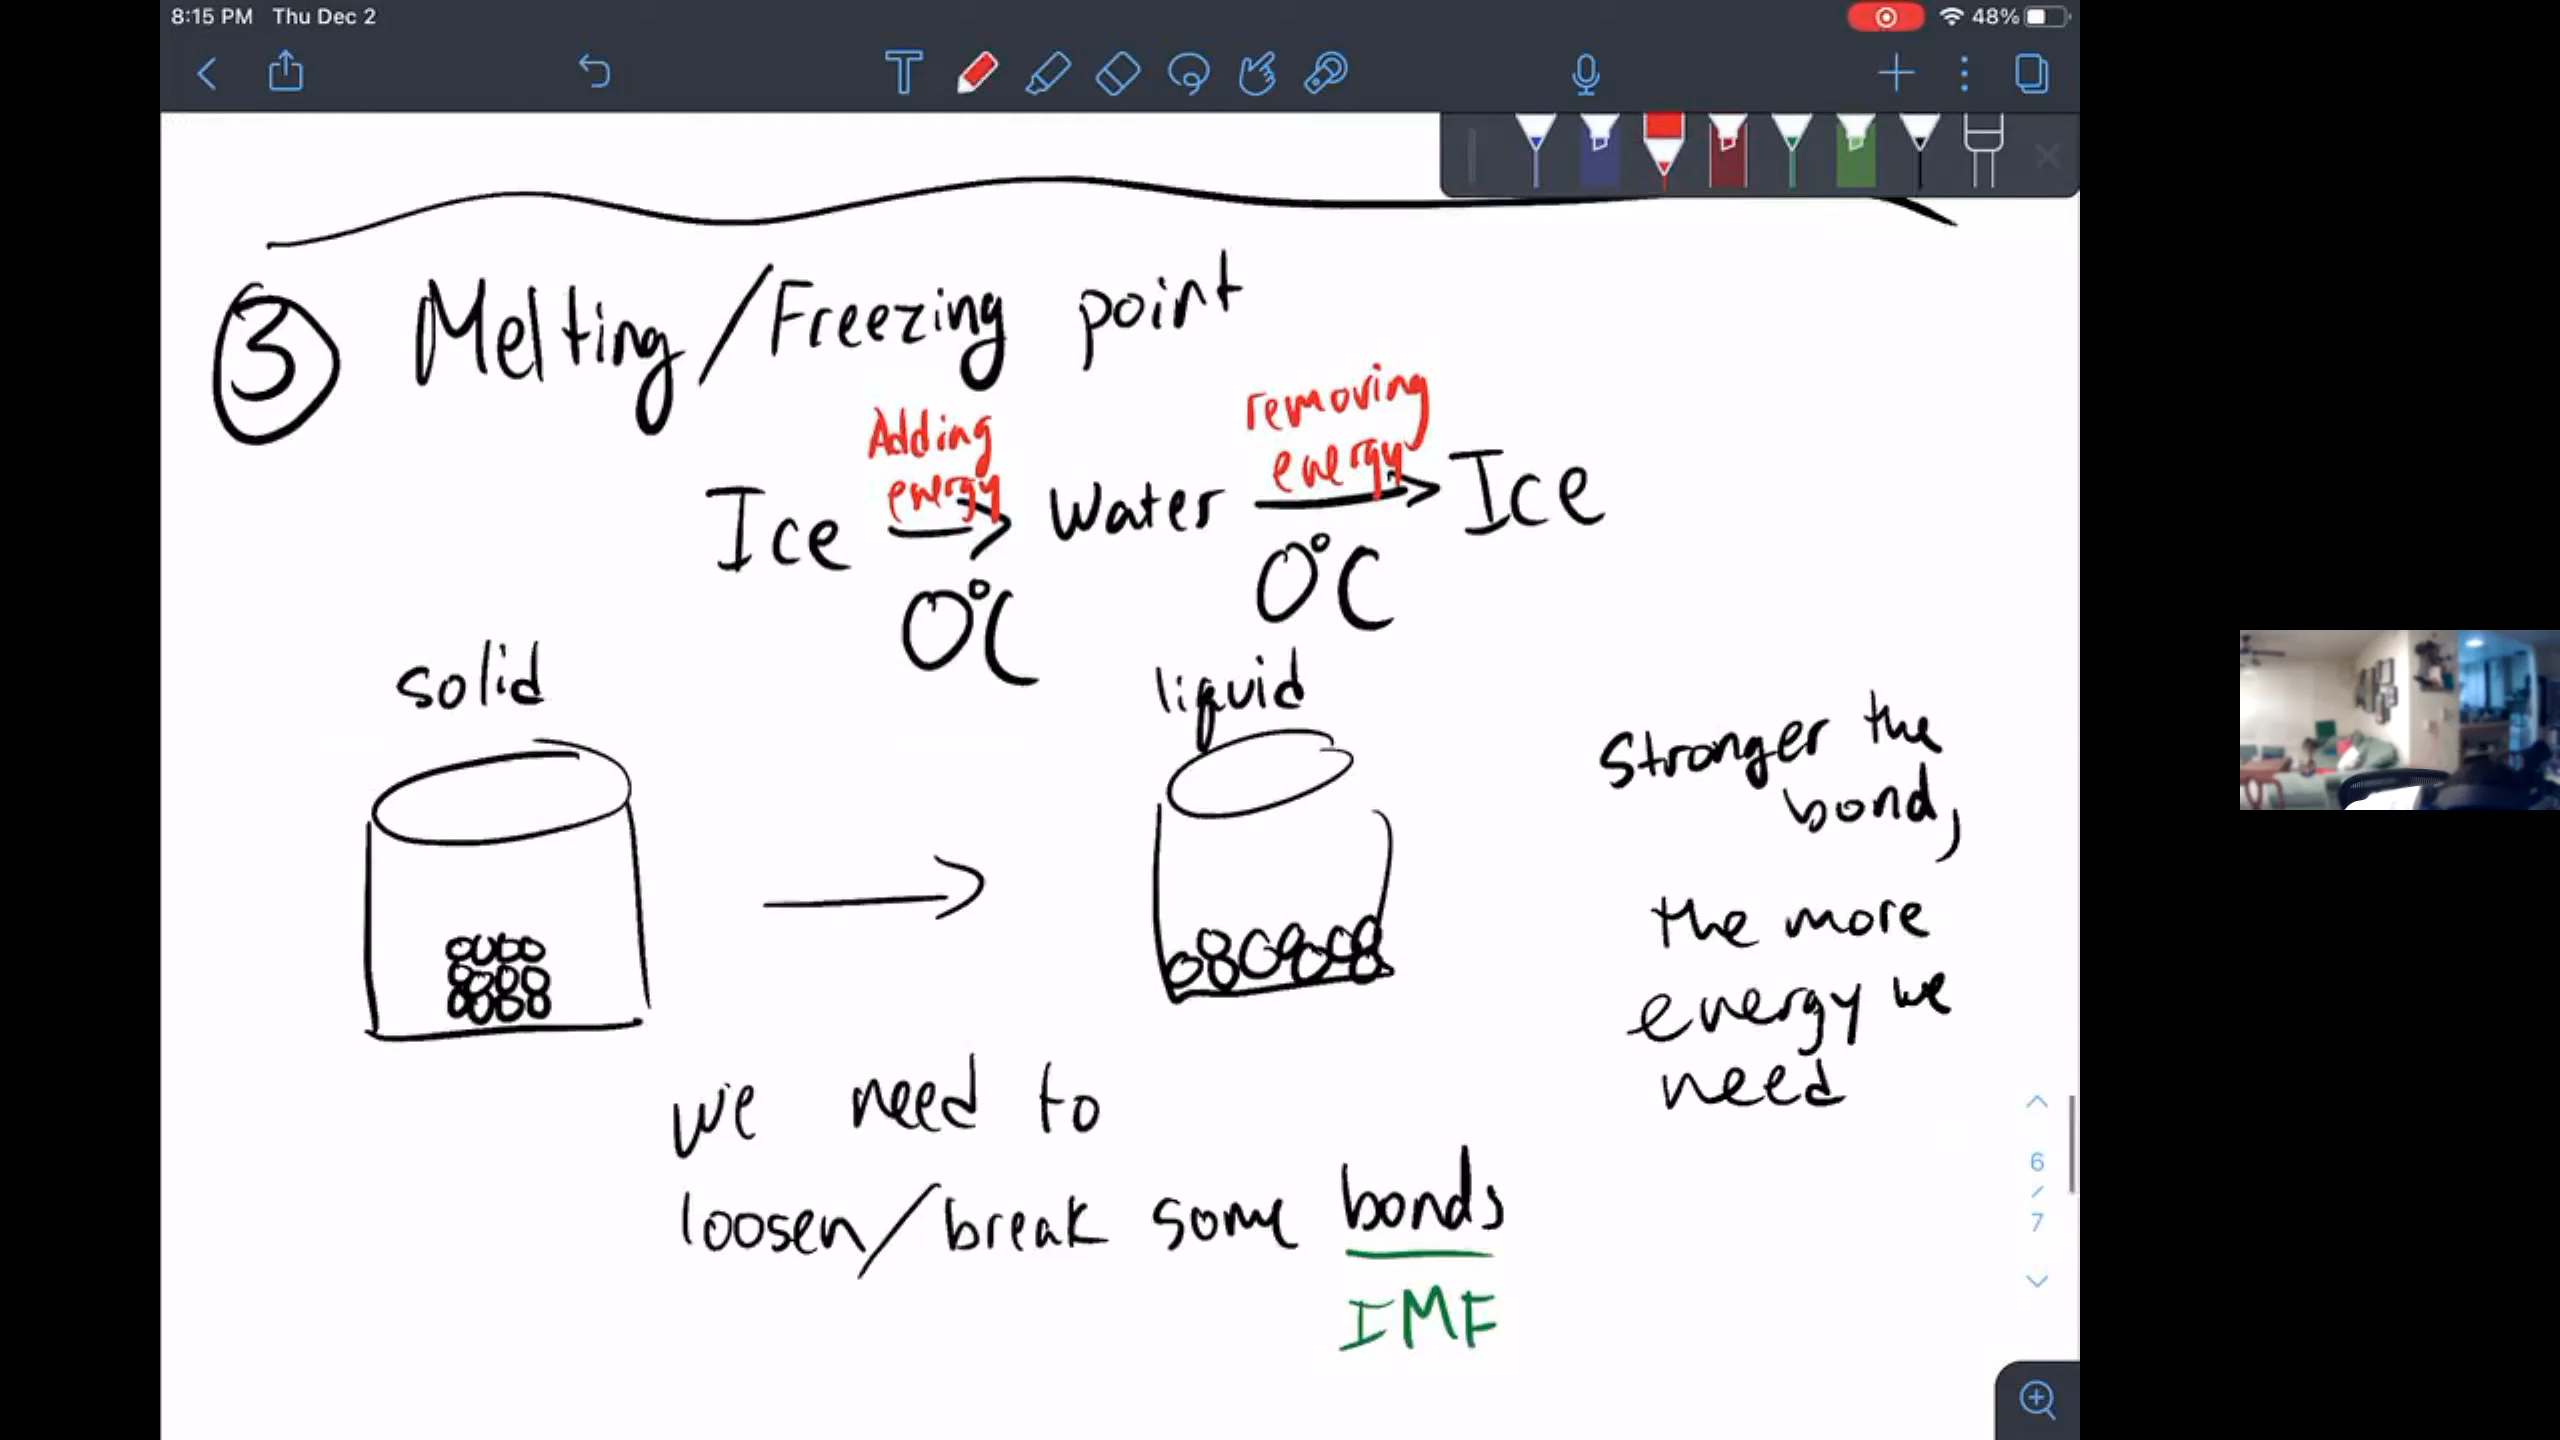 8:15 PM Thu Dec 2
48%
T
3 Melting/Freezing point
Adding energy
removing energy
Ice → Water → Ice
0°C
0°C
solid
liquid
Stronger the
bond,
the more
energy we
need
we need to
loosen/break some bonds
IMF
6
/
7